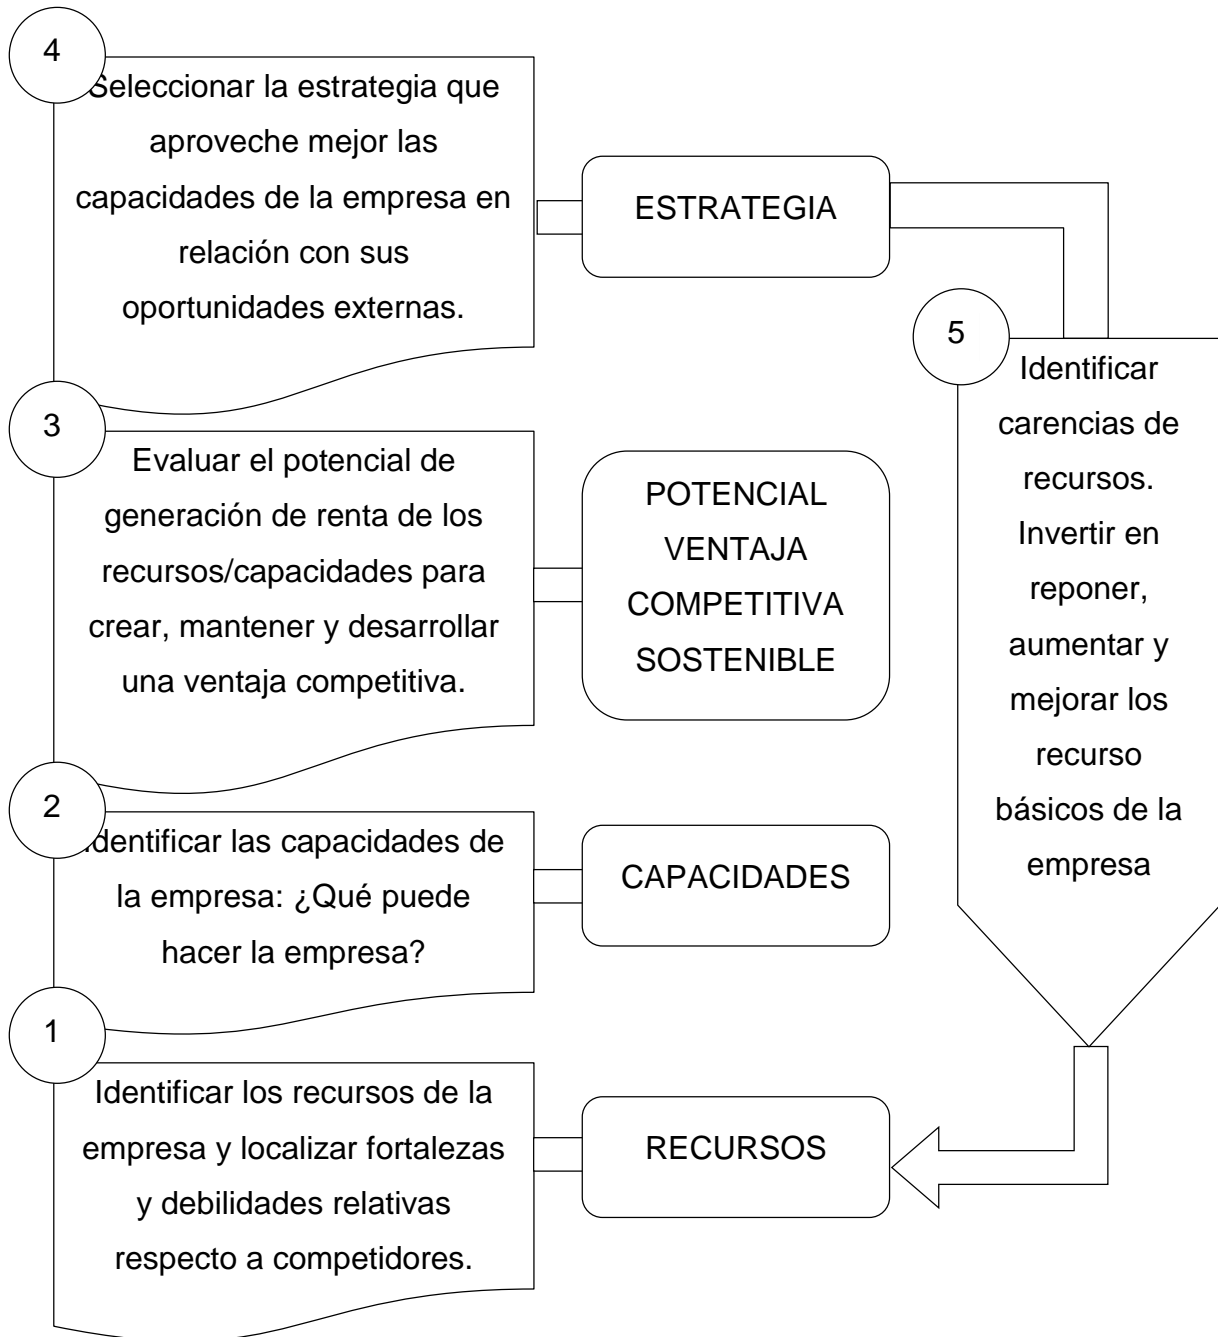 4
Seleccionar la estrategia que
aproveche mejor las
capacidades de la empresa en
relación con sus
oportunidades externas.
ESTRATEGIA
5
Identificar
carencias de
recursos.
Invertir en
reponer,
aumentar y
mejorar los
recurso
básicos de la
empresa
3
Evaluar el potencial de
generación de renta de los
recursos/capacidades para
crear, mantener y desarrollar
una ventaja competitiva.
POTENCIAL
VENTAJA
COMPETITIVA
SOSTENIBLE
2
Identificar las capacidades de
la empresa: ¿Qué puede
hacer la empresa?
CAPACIDADES
1
Identificar los recursos de la
empresa y localizar fortalezas
y debilidades relativas
respecto a competidores.
RECURSOS